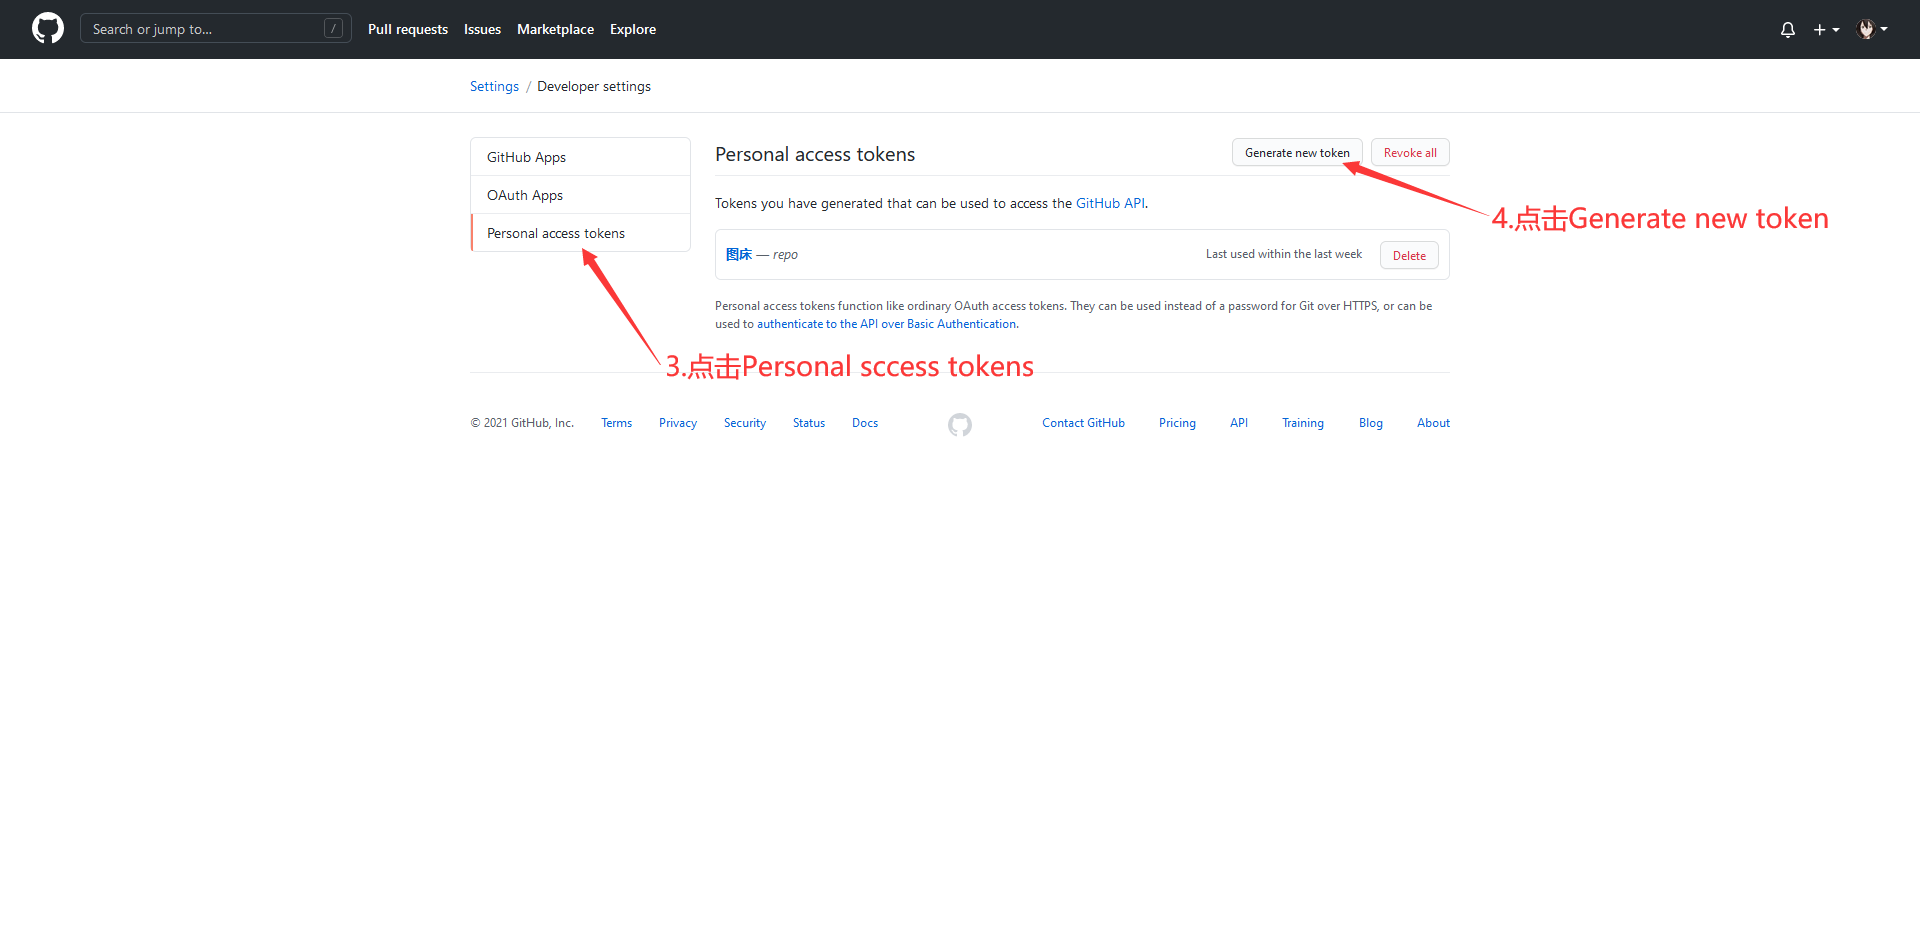 Search or jump to... /
Pull requests Issues Marketplace Explore
Settings / Developer settings
GitHub Apps
OAuth Apps
Personal access tokens
Personal access tokens
Generate new token Revoke all
Tokens you have generated that can be used to access the GitHub API.
图床 — repo Last used within the last week Delete
Personal access tokens function like ordinary OAuth access tokens. They can be used instead of a password for Git over HTTPS, or can be
used to authenticate to the API over Basic Authentication.
3.点击Personal sccess tokens
4.点击Generate new token
© 2021 GitHub, Inc. Terms Privacy Security Status Docs Contact GitHub Pricing API Training Blog About